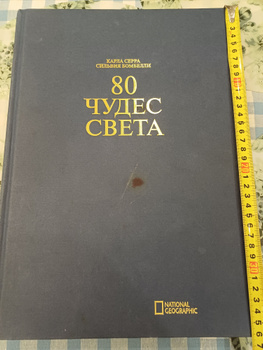 КАРЛА СЕРРА
СИЛЬВИЯ БОМБЕЛЛИ
80
ЧУДЕС
СВЕТА
NATIONAL
GEOGRAPHIC